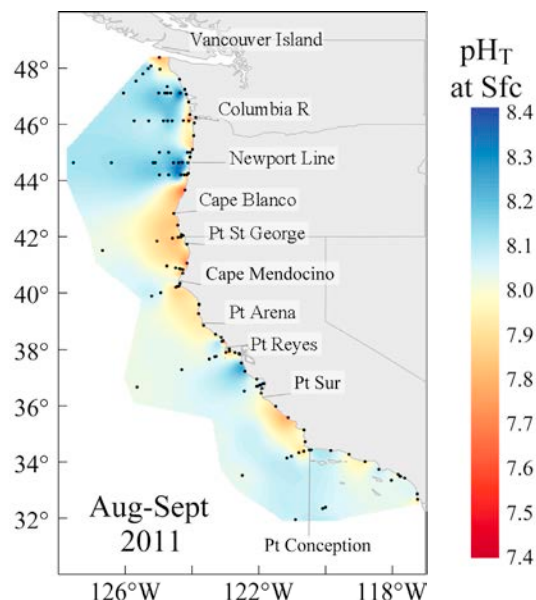 Vancouver Island
Columbia R
Newport Line
Cape Blanco
Pt St George
Cape Mendocino
Pt Arena
Pt Reyes
Pt Sur
Pt Conception
Aug-Sept
2011
48°
46°
44°
42°
40°
38°
36°
34°
32°
126°W
122°W
118°W
pHT
at Sfc
8.4
8.3
8.2
8.1
8.0
7.9
7.8
7.7
7.6
7.5
7.4